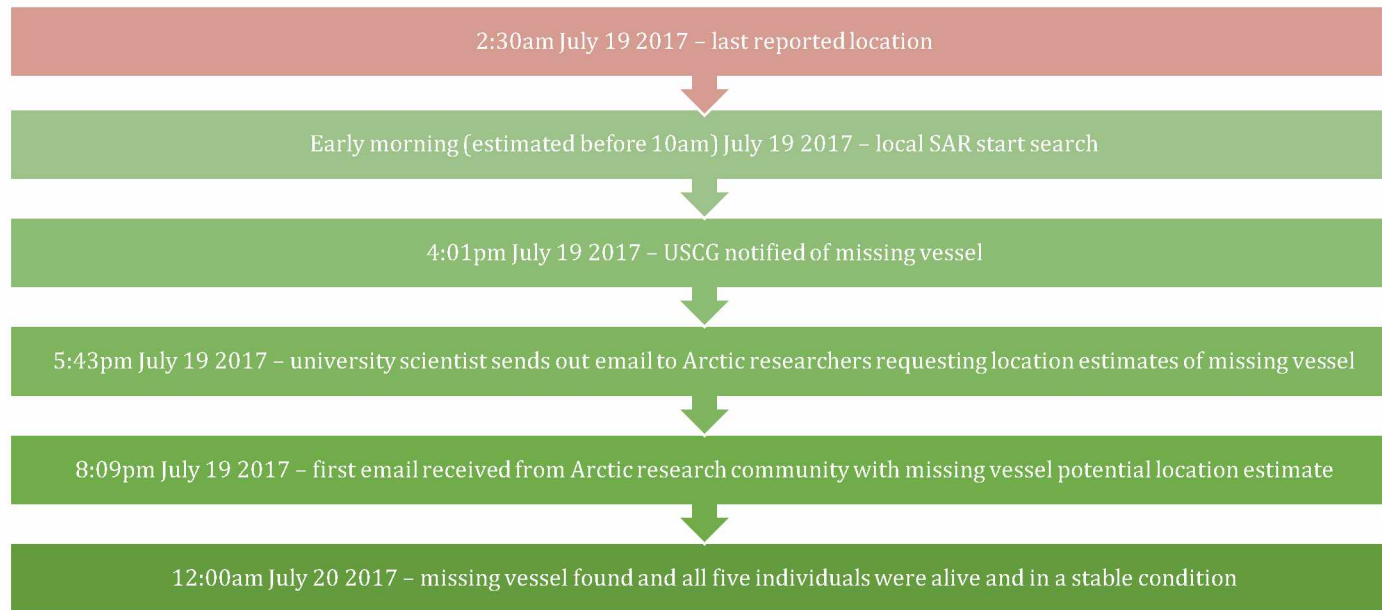 2:30am July 19 2017 – last reported location
Early morning (estimated before 10am) July 19 2017 – local SAR start search
4:01pm July 19 2017 – USCG notified of missing vessel
5:43pm July 19 2017 – university scientist sends out email to Arctic researchers requesting location estimates of missing vessel
8:09pm July 19 2017 – first email received from Arctic research community with missing vessel potential location estimate
12:00am July 20 2017 – missing vessel found and all five individuals were alive and in a stable condition